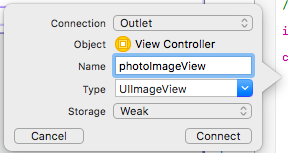 Connection Outlet
Object View Controller
Name photoImageView
Type UIImageView
Storage Weak
Cancel Connect
/
i
c